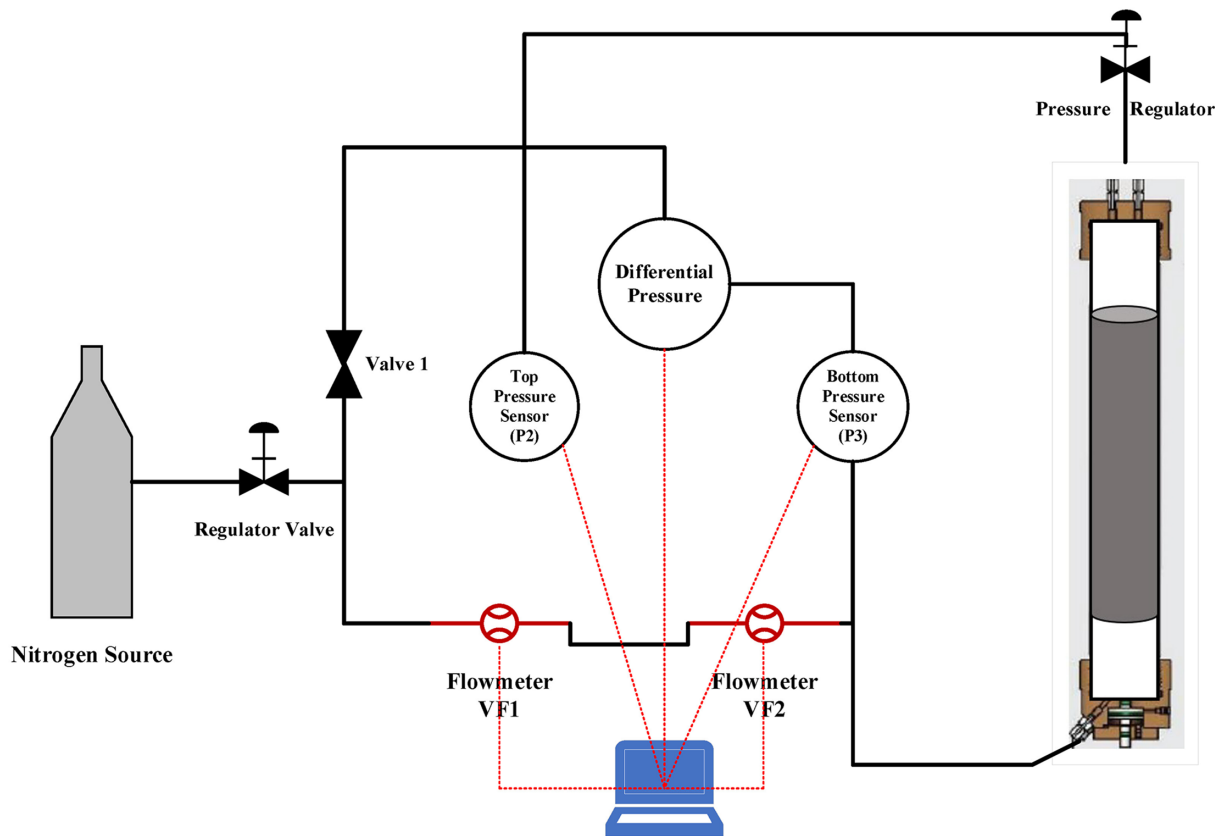 Pressure Regulator
Differential
Pressure
Valve 1
Top
Pressure
Sensor
(P2)
Bottom
Pressure
Sensor
(P3)
Regulator Valve
Nitrogen Source
Flowmeter
VF1
Flowmeter
VF2